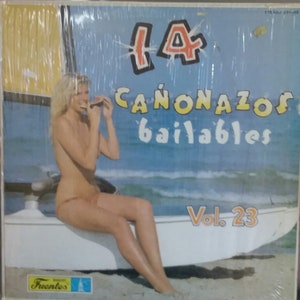 14
CAÑONAZOS
bailables
Vol. 23
Fuentes